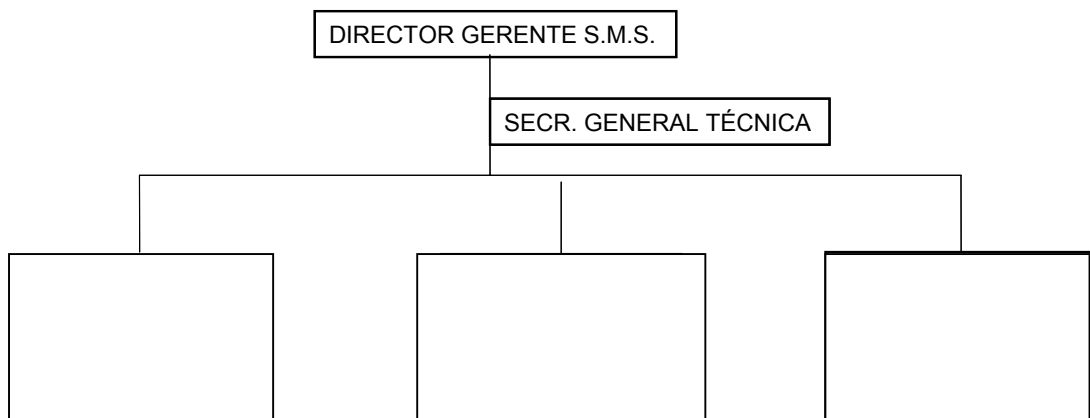 DIRECTOR GERENTE S.M.S.
SECR. GENERAL TÉCNICA